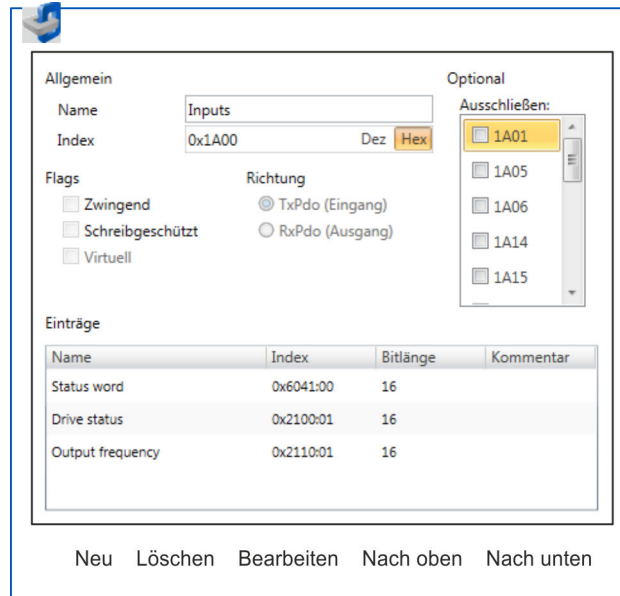 Allgemein
Name Inputs
Index 0x1A00 Dez Hex
Flags
Zwingend
Schreibgeschützt
Virtuell
Richtung
TxPdo (Eingang)
RxPdo (Ausgang)
Optional
Ausschließen:
1A01
1A05
1A06
1A14
1A15
Einträge
Name Index Bitlänge Kommentar
Status word 0x6041:00 16
Drive status 0x2100:01 16
Output frequency 0x2110:01 16
Neu Löschen Bearbeiten Nach oben Nach unten